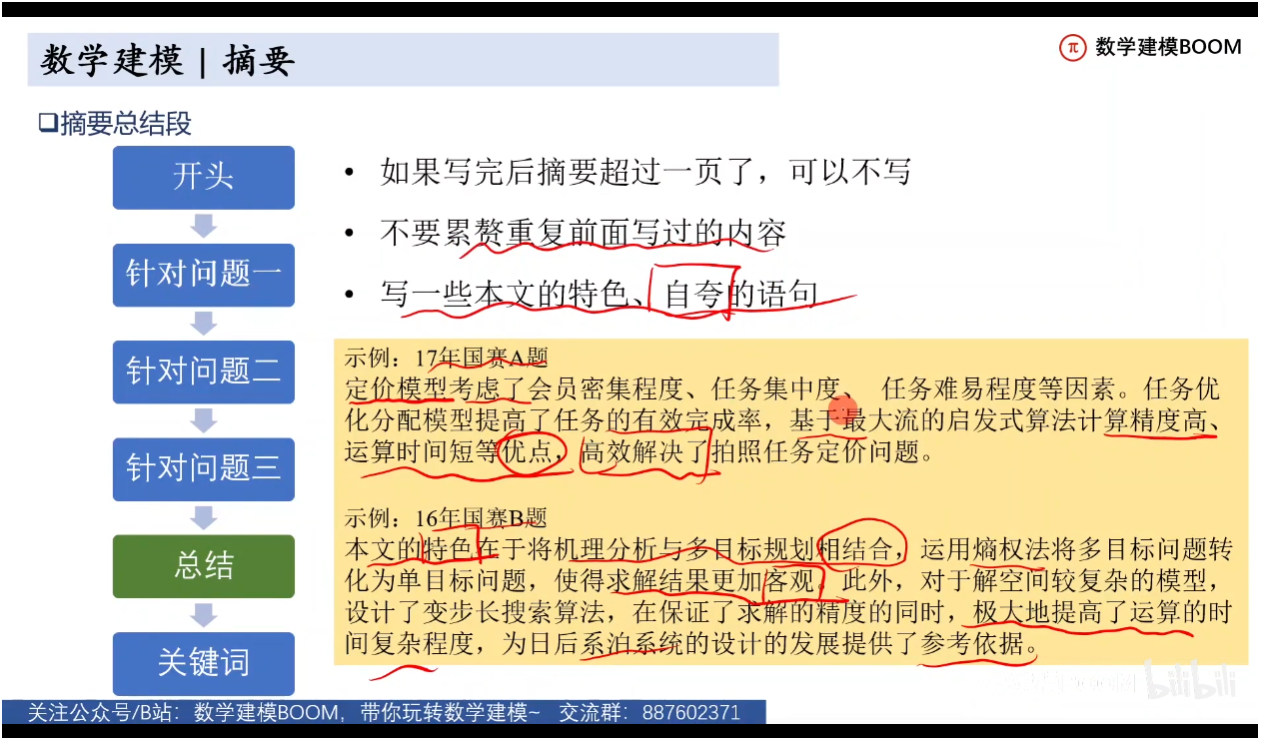 数学建模 | 摘要
数学建模BOOM
摘要总结段
开头
针对问题一
针对问题二
针对问题三
总结
关键词
• 如果写完后摘要超过一页了，可以不写
• 不要累赘重复前面写过的内容
• 写一些本文的特色、自夸的语句
示例：17年国赛A题
定价模型考虑了会员密集程度、任务集中度、 任务难易程度等因素。任务优
化分配模型提高了任务的有效完成率，基于最大流的启发式算法计算精度高、
运算时间短等优点，高效解决了拍照任务定价问题。
示例：16年国赛B题
本文的特色在于将机理分析与多目标规划相结合，运用熵权法将多目标问题转
化为单目标问题，使得求解结果更加客观。此外，对于解空间较复杂的模型，
设计了变步长搜索算法，在保证了求解的精度的同时，极大地提高了运算的时
间复杂程度，为日后系泊系统的设计的发展提供了参考依据。
bilibili
关注公众号/B站：数学建模BOOM，带你玩转数学建模~ 交流群：887602371